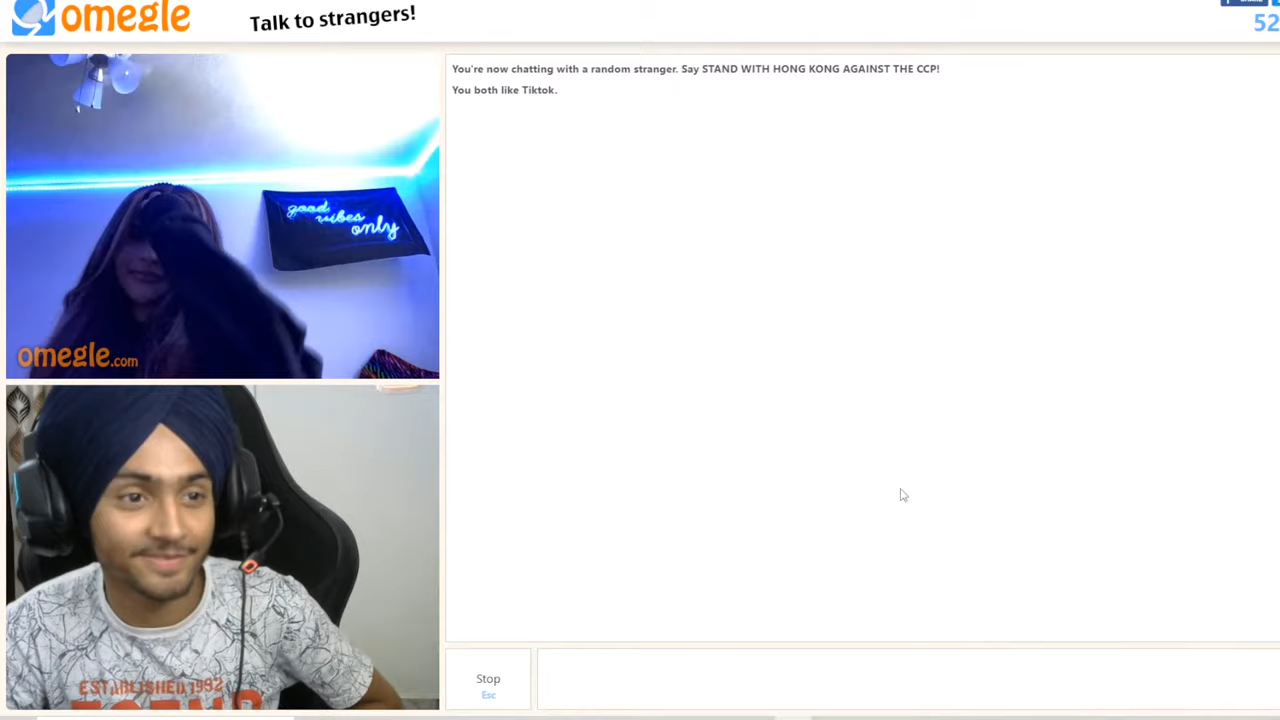 omegle
Talk to strangers!
52
You're now chatting with a random stranger. Say STAND WITH HONG KONG AGAINST THE CCP!
You both like Tiktok.
good
vibes
only
omegle.com
ESTABLISHED 1992
Stop
Esc